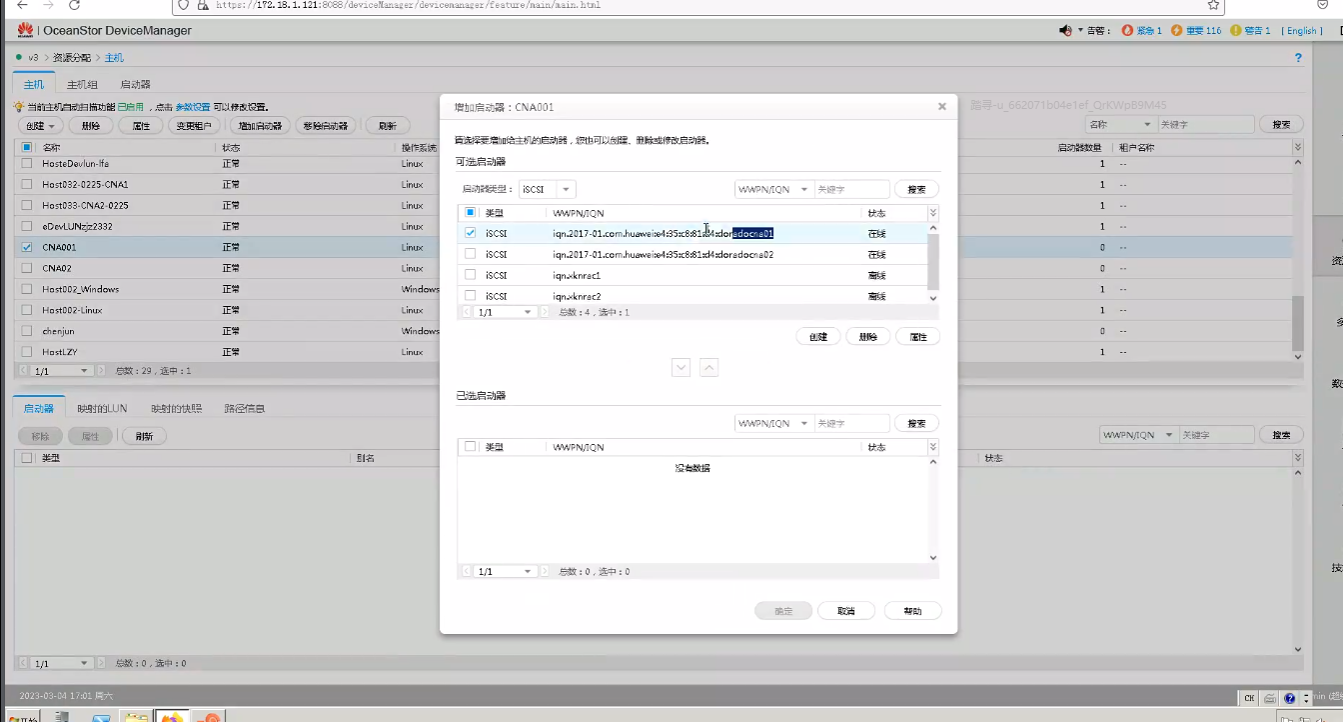 https://172.18.1.121:8088/deviceManager/devicemanager/feature/main/main.html
OceanStor DeviceManager
告警: 紧急 1 重要 116 警告 1 [ English ]
v3 > 资源分配 > 主机
主机 主机组 启动器
当前主机自动扫描功能 已启用 , 点击 参数设置 可以修改设置。
创建 删除 属性 变更租户 增加启动器 移除启动器 刷新 名称 关键字 搜索
名称 状态 操作系统 启动器数量 租户名称
HosteDevlun-lfa 正常 Linux 1 --
Host032-0225-CNA1 正常 Linux 1 --
Host033-CNA2-0225 正常 Linux 1 --
eDevLUNzjz2332 正常 Linux 1 --
CNA001 正常 Linux 0 --
CNA02 正常 Linux 0 --
Host002_Windows 正常 Windows 1 --
Host002-Linux 正常 Linux 1 --
chenjun 正常 Windows 0 --
HostLZY 正常 Linux 1 --
1/1 总数:29 , 选中:1
启动器 映射的LUN 映射的快照 路径信息
移除 属性 刷新 WWPN/IQN 关键字 搜索
类型 别名 状态
1/1 总数:0 , 选中:0
增加启动器:CNA001
请选择要增加给主机的启动器,您也可以创建、删除或修改启动器。
可选启动器
启动器类型: iSCSI WWPN/IQN 关键字 搜索
类型 WWPN/IQN 状态
iSCSI iqn.2017-01.com.huawei:e4:35:c8:81:d4:doradocna01 在线
iSCSI iqn.2017-01.com.huawei:e4:35:c8:81:d4:doradocna02 在线
iSCSI iqn.xknrac1 离线
iSCSI iqn.xknrac2 离线
1/1 总数:4 , 选中:1
创建 删除 属性
已选启动器
WWPN/IQN 关键字 搜索
类型 WWPN/IQN 状态
没有数据
1/1 总数:0 , 选中:0
确定 取消 帮助
2023-03-04 17:01 周六
CH
开始